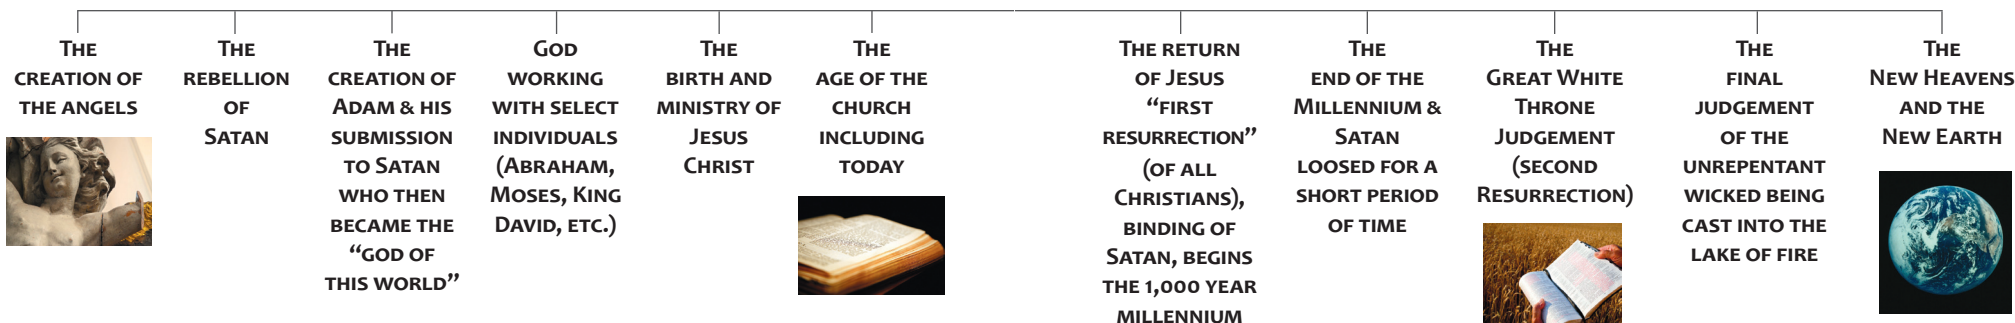 The
creation of
the angels
The
rebellion
of
Satan
The
creation of
Adam & his
submission
to Satan
who then
became the
“god of
this world”
God
working
with select
individuals
(Abraham,
Moses, King
David, etc.)
The
birth and
ministry of
Jesus
Christ
The
age of the
church
including
today
The return
of Jesus
“first
resurrection”
(of all
Christians),
binding of
Satan, begins
the 1,000 year
millennium
The
end of the
Millennium &
Satan
loosed for a
short period
of time
The
Great White
Throne
Judgement
(second
Resurrection)
The
final
judgement
of the
unrepentant
wicked being
cast into the
lake of fire
The
New Heavens
and the
New Earth